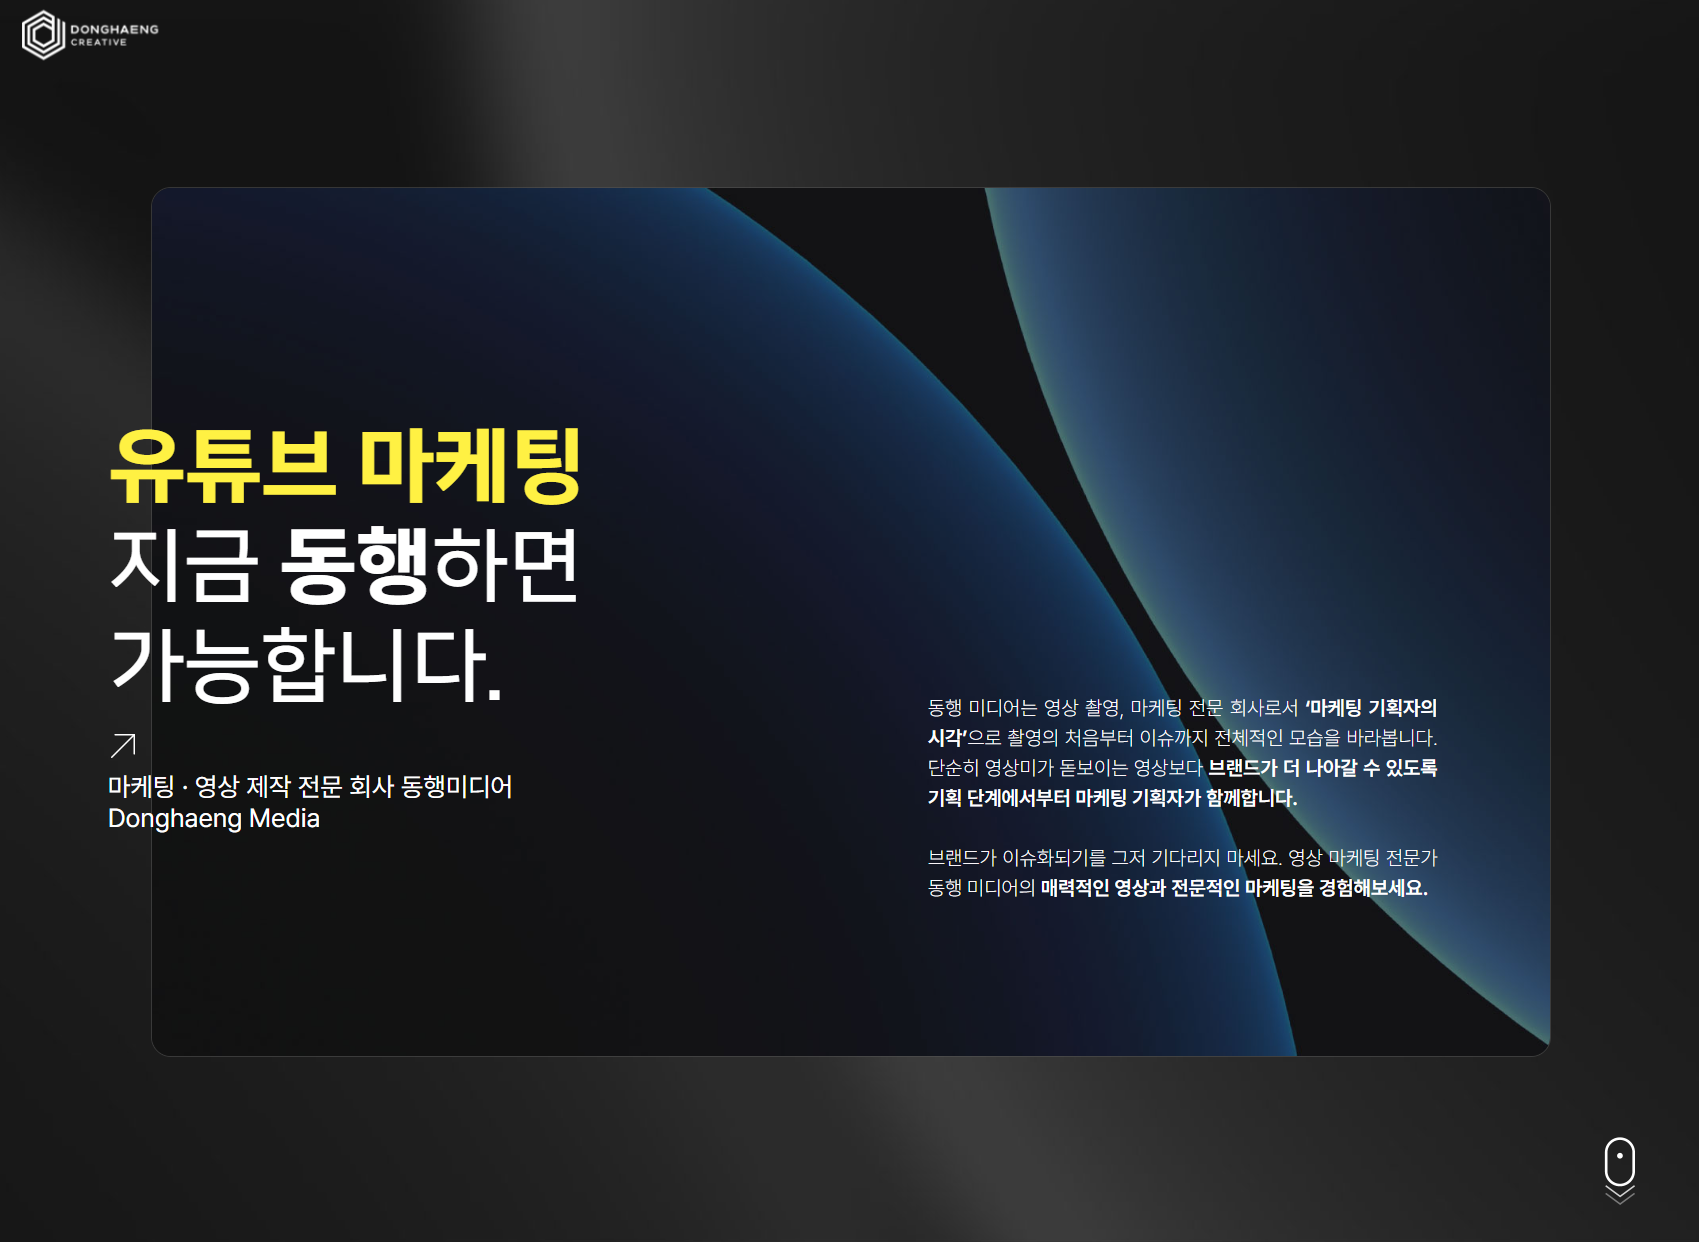 DONGHAENG
CREATIVE
유튜브 마케팅
지금 동행하면
가능합니다.
마케팅 · 영상 제작 전문 회사 동행미디어
Donghaeng Media
동행 미디어는 영상 촬영, 마케팅 전문 회사로서 ‘마케팅 기획자의
시각’으로 촬영의 처음부터 이슈까지 전체적인 모습을 바라봅니다.
단순히 영상미가 돋보이는 영상보다 브랜드가 더 나아갈 수 있도록
기획 단계에서부터 마케팅 기획자가 함께합니다.
브랜드가 이슈화되기를 그저 기다리지 마세요. 영상 마케팅 전문가
동행 미디어의 매력적인 영상과 전문적인 마케팅을 경험해보세요.